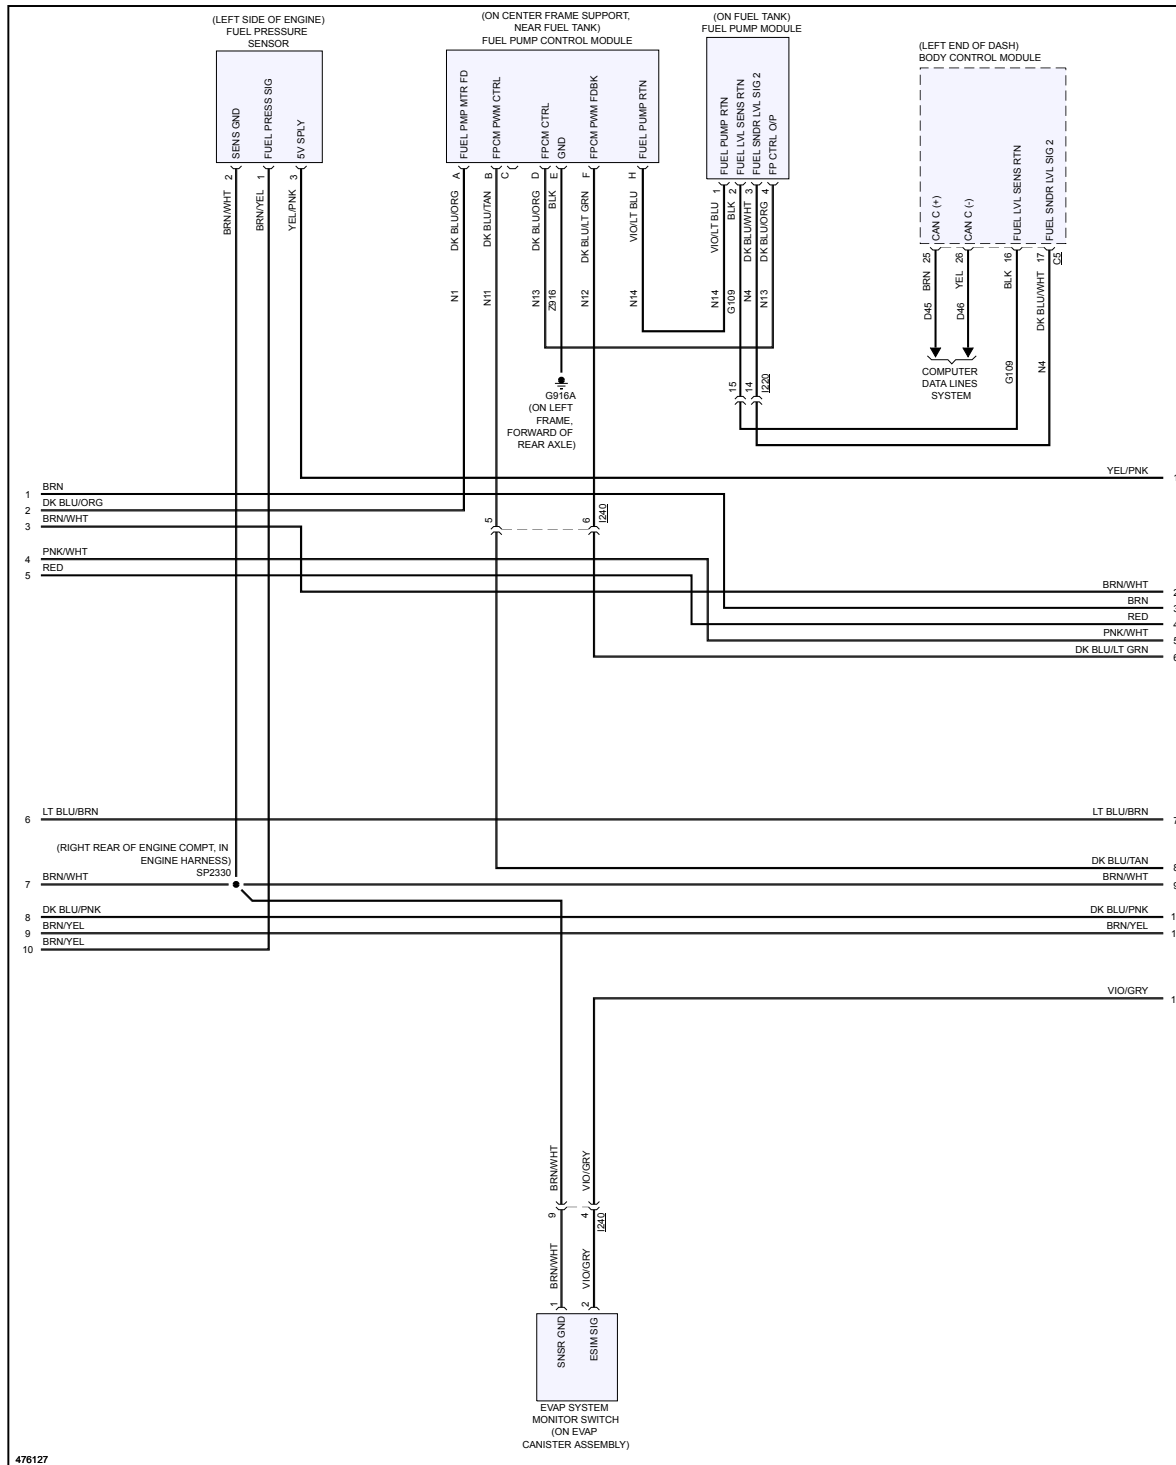 (LEFT SIDE OF ENGINE)
FUEL PRESSURE
SENSOR
SENS GND
FUEL PRESS SIG
5V SPLY
2
1
3
BRN/WHT
BRN/YEL
YEL/PNK
(ON CENTER FRAME SUPPORT,
NEAR FUEL TANK)
FUEL PUMP CONTROL MODULE
FUEL PMP MTR FD
FPCM PWM CTRL
FPCM CTRL
GND
FPCM PWM FDBK
FUEL PUMP RTN
A
B
C
D
E
F
H
DK BLU/ORG
DK BLU/TAN
DK BLU/ORG
BLK
DK BLU/LT GRN
VIO/LT BLU
N1
N11
N13
Z916
N12
N14
G916A
(ON LEFT
FRAME,
FORWARD OF
REAR AXLE)
(ON FUEL TANK)
FUEL PUMP MODULE
FUEL PUMP RTN
FUEL LVL SENS RTN
FUEL SNDR LVL SIG 2
FP CTRL O/P
1
2
3
4
VIO/LT BLU
BLK
DK BLU/WHT
DK BLU/ORG
N14
G109
N4
N13
15
14
I220
(LEFT END OF DASH)
BODY CONTROL MODULE
CAN C (+)
CAN C (-)
FUEL LVL SENS RTN
FUEL SNDR LVL SIG 2
25
26
16
17
C5
BRN
YEL
BLK
DK BLU/WHT
D45
D46
G109
N4
COMPUTER
DATA LINES
SYSTEM
1 BRN
2 DK BLU/ORG
3 BRN/WHT
4 PNK/WHT
5 RED
5
6
I240
YEL/PNK 1
BRN/WHT 2
BRN 3
RED 4
PNK/WHT 5
DK BLU/LT GRN 6
6 LT BLU/BRN
LT BLU/BRN 7
(RIGHT REAR OF ENGINE COMPT, IN
ENGINE HARNESS)
SP2330
DK BLU/TAN 8
7 BRN/WHT
BRN/WHT 9
8 DK BLU/PNK
DK BLU/PNK 1
9 BRN/YEL
BRN/YEL 1
10 BRN/YEL
VIO/GRY 1
BRN/WHT
VIO/GRY
9
4
I240
BRN/WHT
VIO/GRY
1
2
SNSR GND
ESIM SIG
EVAP SYSTEM
MONITOR SWITCH
(ON EVAP
CANISTER ASSEMBLY)
476127